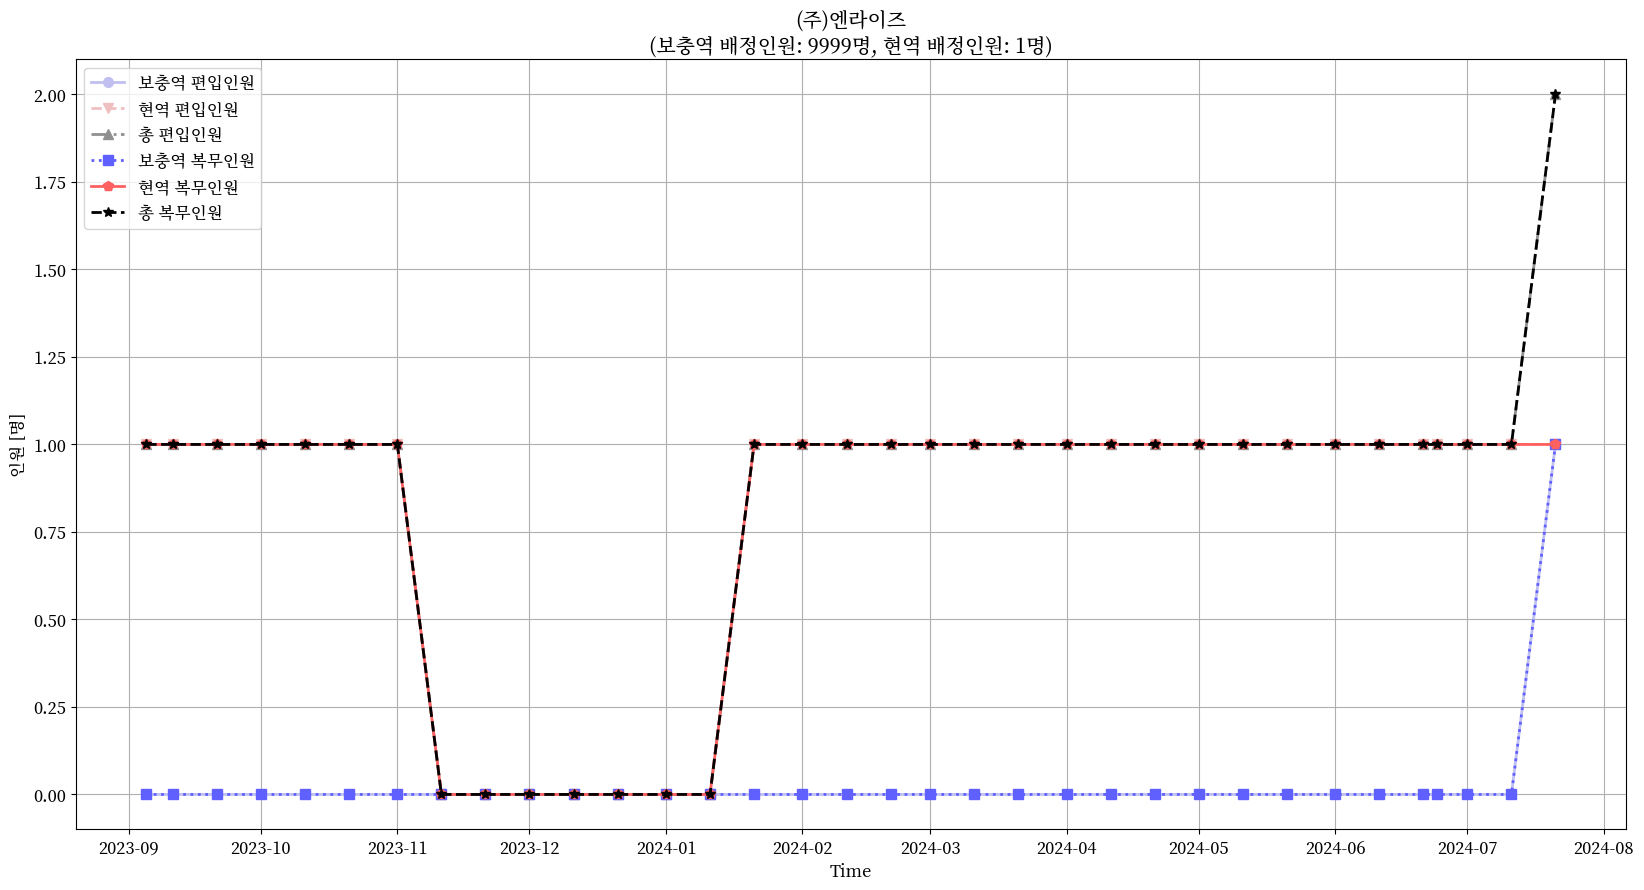 (주)엔라이즈
(보충역 배정인원: 9999명, 현역 배정인원: 1명)
보충역 편입인원
현역 편입인원
총 편입인원
보충역 복무인원
현역 복무인원
총 복무인원
인원 [명]
2.00
1.75
1.50
1.25
1.00
0.75
0.50
0.25
0.00
2023-09 2023-10 2023-11 2023-12 2024-01 2024-02 2024-03 2024-04 2024-05 2024-06 2024-07 2024-08
Time